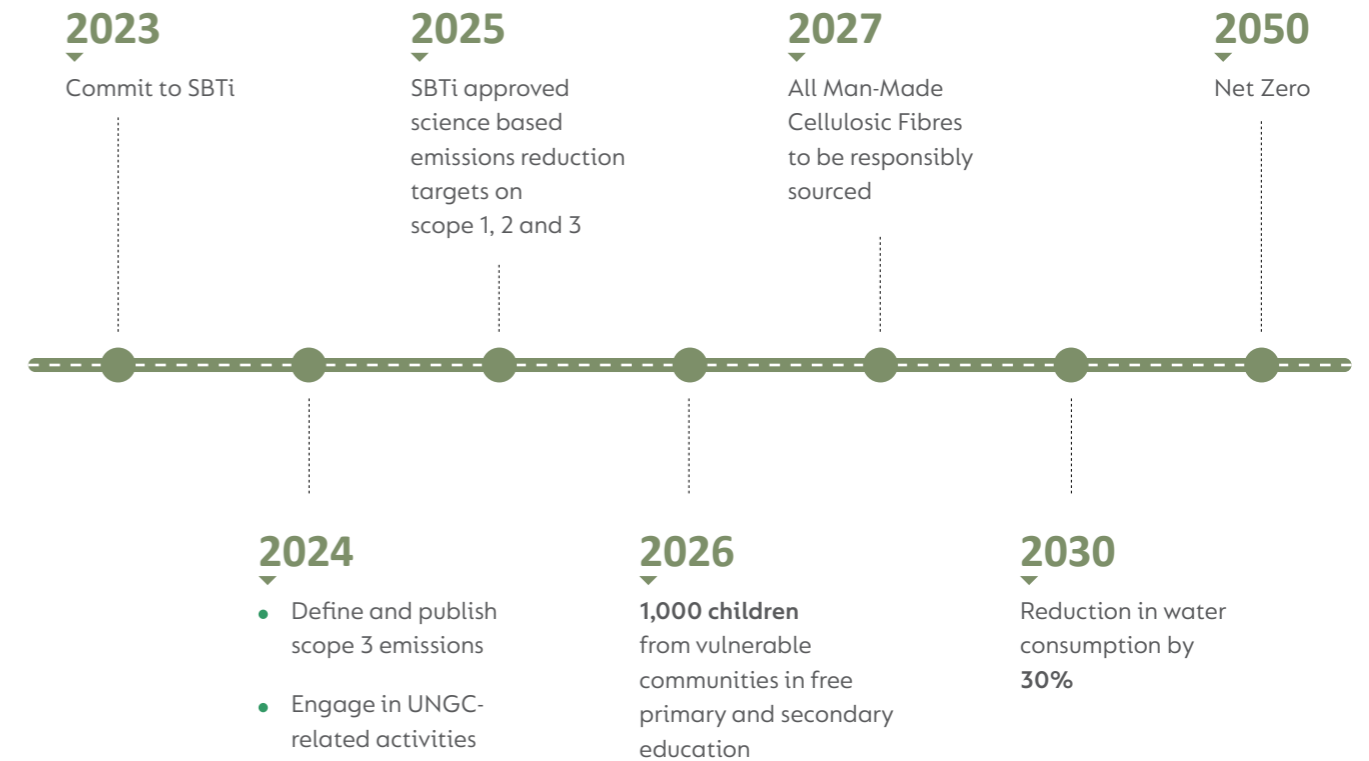 2023
Commit to SBTi
2025
SBTi approved
science based
emissions reduction
targets on
scope 1, 2 and 3
2027
All Man-Made
Cellulosic Fibres
to be responsibly
sourced
2050
Net Zero
2024
Define and publish
scope 3 emissions
Engage in UNGC-
related activities
2026
1,000 children
from vulnerable
communities in free
primary and secondary
education
2030
Reduction in water
consumption by
30%